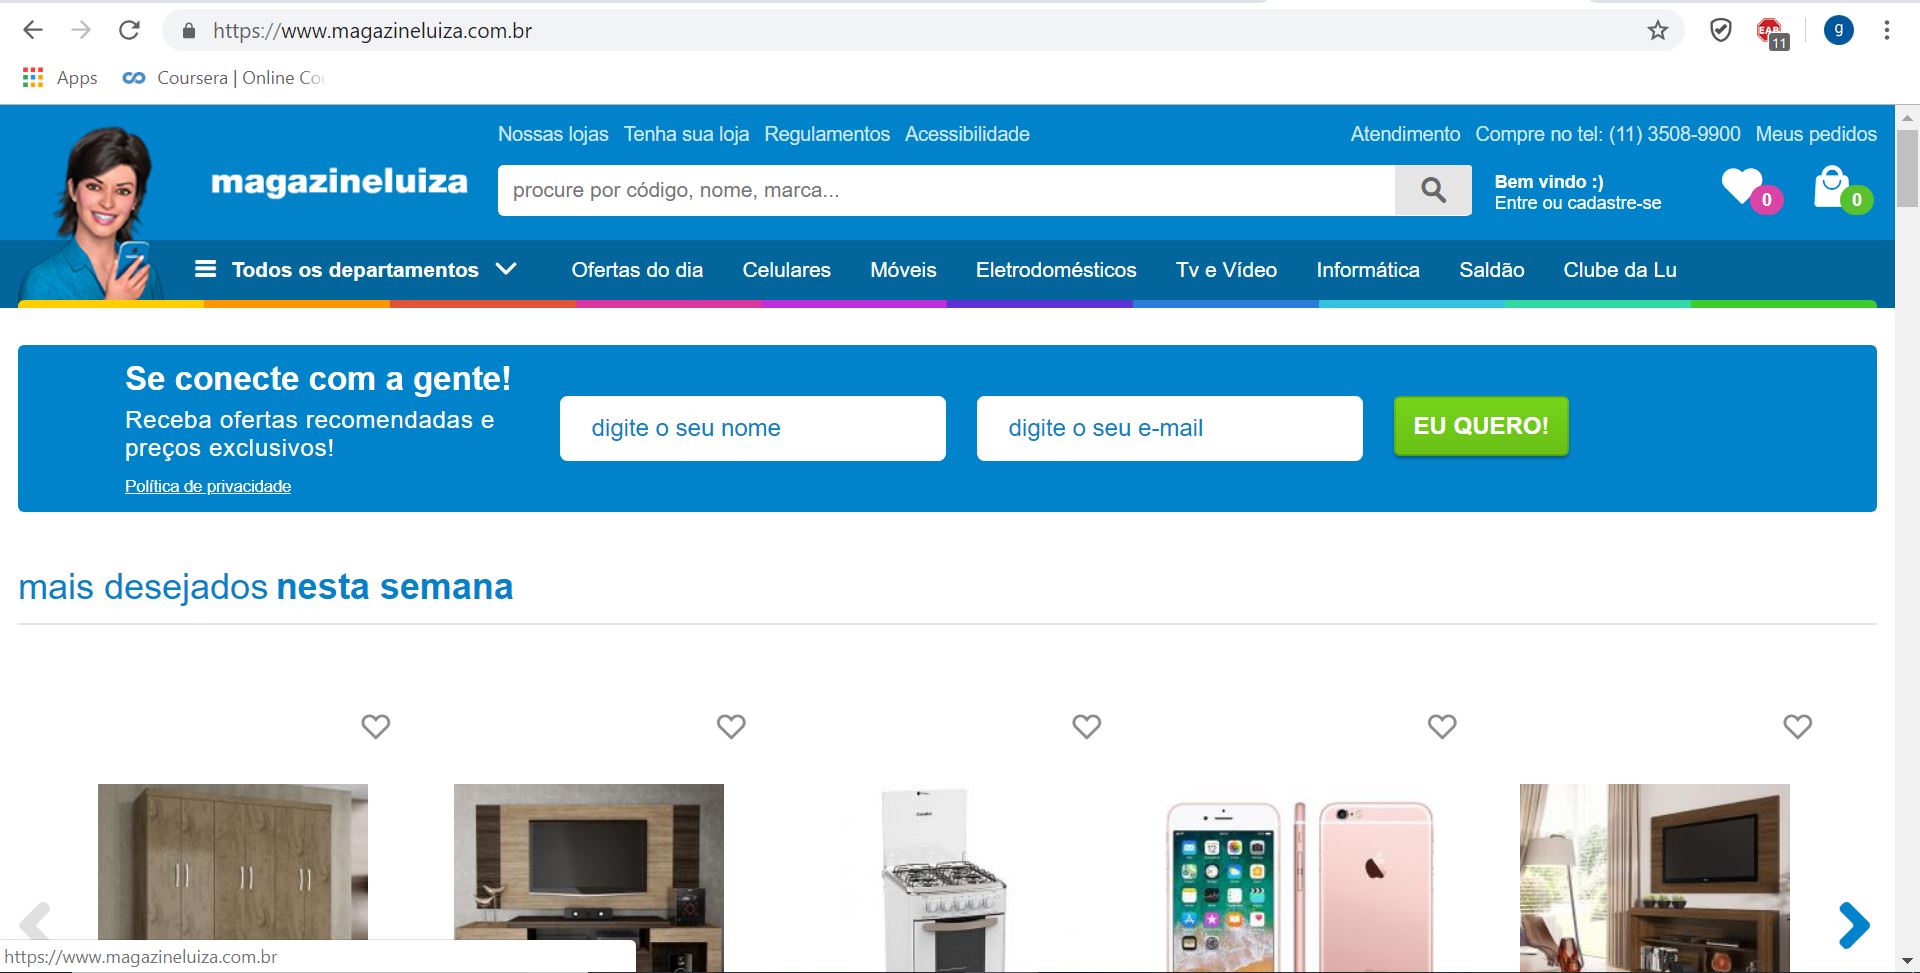 https://www.magazineluiza.com.br
EAB
11
g
Apps
Coursera | Online Cou
Nossas lojas Tenha sua loja Regulamentos Acessibilidade
Atendimento Compre no tel: (11) 3508-9900 Meus pedidos
magazineluiza
procure por código, nome, marca...
Bem vindo :)
Entre ou cadastre-se
0
0
Todos os departamentos
Ofertas do dia Celulares Móveis Eletrodomésticos Tv e Vídeo Informática Saldão Clube da Lu
Se conecte com a gente!
Receba ofertas recomendadas e
preços exclusivos!
Política de privacidade
digite o seu nome
digite o seu e-mail
EU QUERO!
mais desejados nesta semana
https://www.magazineluiza.com.br